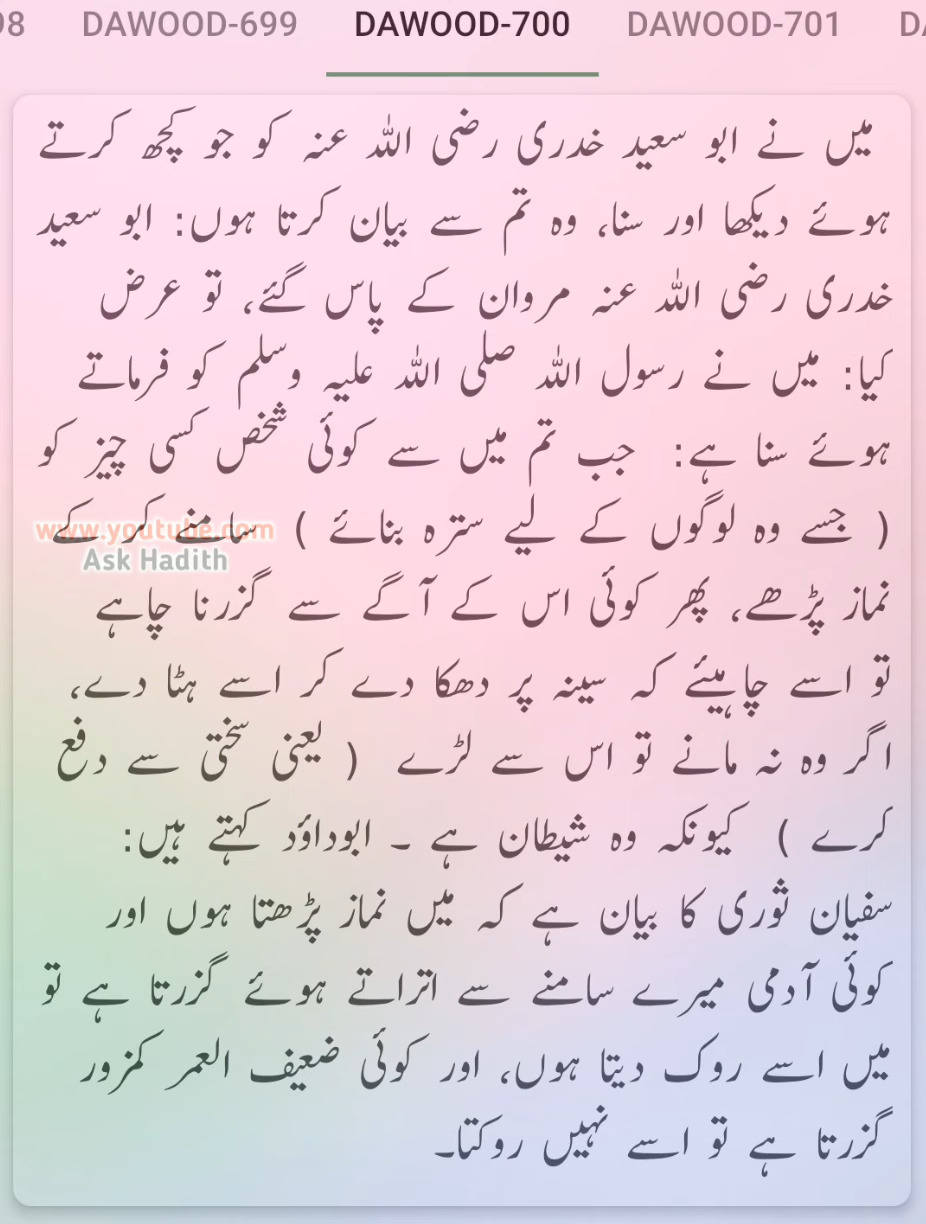 98 DAWOOD-699 DAWOOD-700 DAWOOD-701 DA
میں نے ابو سعید خدری رضی اللہ عنہ کو جو کچھ کرتے
ہوئے دیکھا اور سنا، وہ تم سے بیان کرتا ہوں: ابو سعید
خدری رضی اللہ عنہ مروان کے پاس گئے، تو عرض
کیا: میں نے رسول اللہ صلی اللہ علیہ وسلم کو فرماتے
ہوئے سنا ہے: جب تم میں سے کوئی شخص کسی چیز کو
( جسے وہ لوگوں کے لیے سترہ بنائے ) سامنے کر کے
www.youtube.com
Ask Hadith
نماز پڑھے، پھر کوئی اس کے آگے سے گزرنا چاہے
تو اسے چاہیئے کہ سینہ پر دھکا دے کر اسے ہٹا دے،
اگر وہ نہ مانے تو اس سے لڑے ( یعنی سختی سے دفع
کرے ) کیونکہ وہ شیطان ہے ۔ ابوداؤد کہتے ہیں:
سفیان ثوری کا بیان ہے کہ میں نماز پڑھتا ہوں اور
کوئی آدمی میرے سامنے سے اتراتے ہوئے گزرتا ہے تو
میں اسے روک دیتا ہوں، اور کوئی ضعیف العمر کمزور
گزرتا ہے تو اسے نہیں روکتا۔